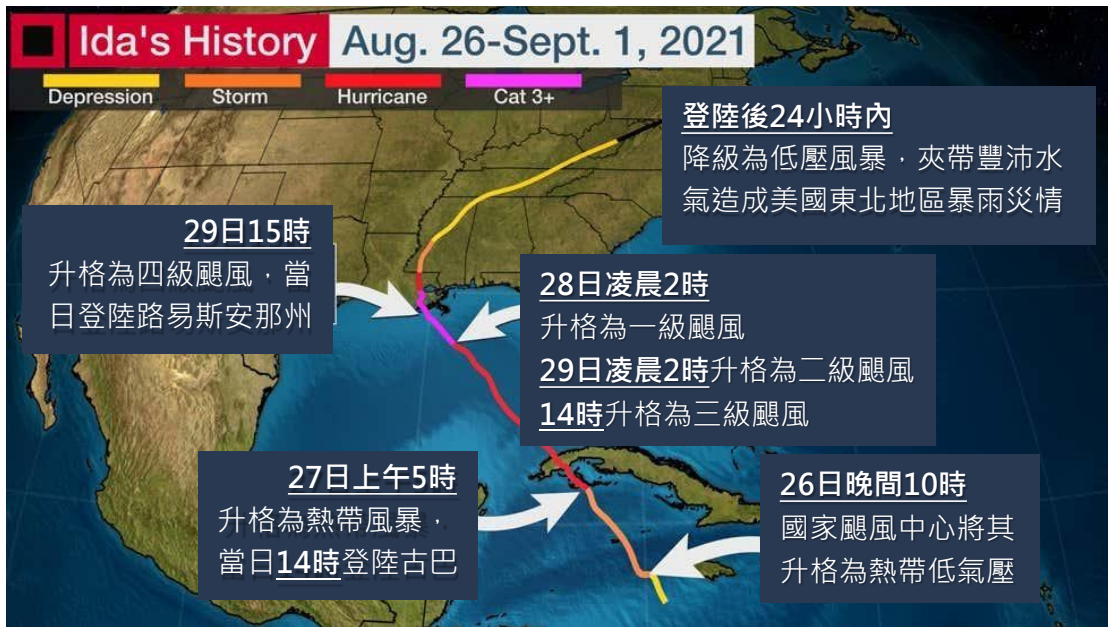 Ida's History Aug. 26-Sept. 1, 2021
Depression Storm Hurricane Cat 3+
登陸後24小時內
降級為低壓風暴，夾帶豐沛水
氣造成美國東北地區暴雨災情
29日15時
升格為四級颶風，當
日登陸路易斯安那州
28日凌晨2時
升格為一級颶風
29日凌晨2時升格為二級颶風
14時升格為三級颶風
27日上午5時
升格為熱帶風暴，
當日14時登陸古巴
26日晚間10時
國家颶風中心將其
升格為熱帶低氣壓